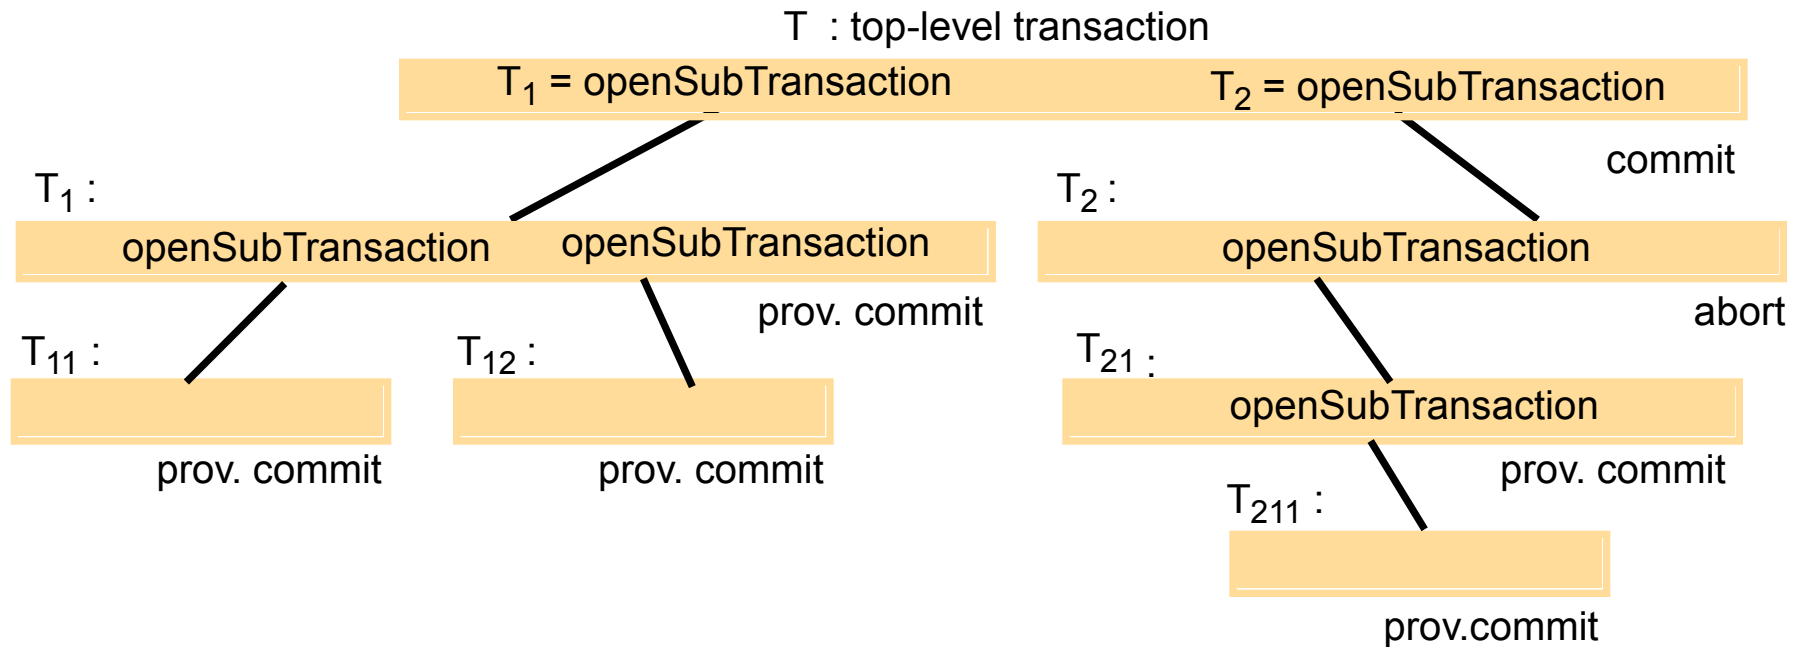 T : top-level transaction
T1 = openSubTransaction T2 = openSubTransaction
commit
T1 : T2 :
openSubTransaction openSubTransaction openSubTransaction
prov. commit abort
T11 : T12 : T21 :
openSubTransaction
prov. commit prov. commit prov. commit
T211 :
prov.commit